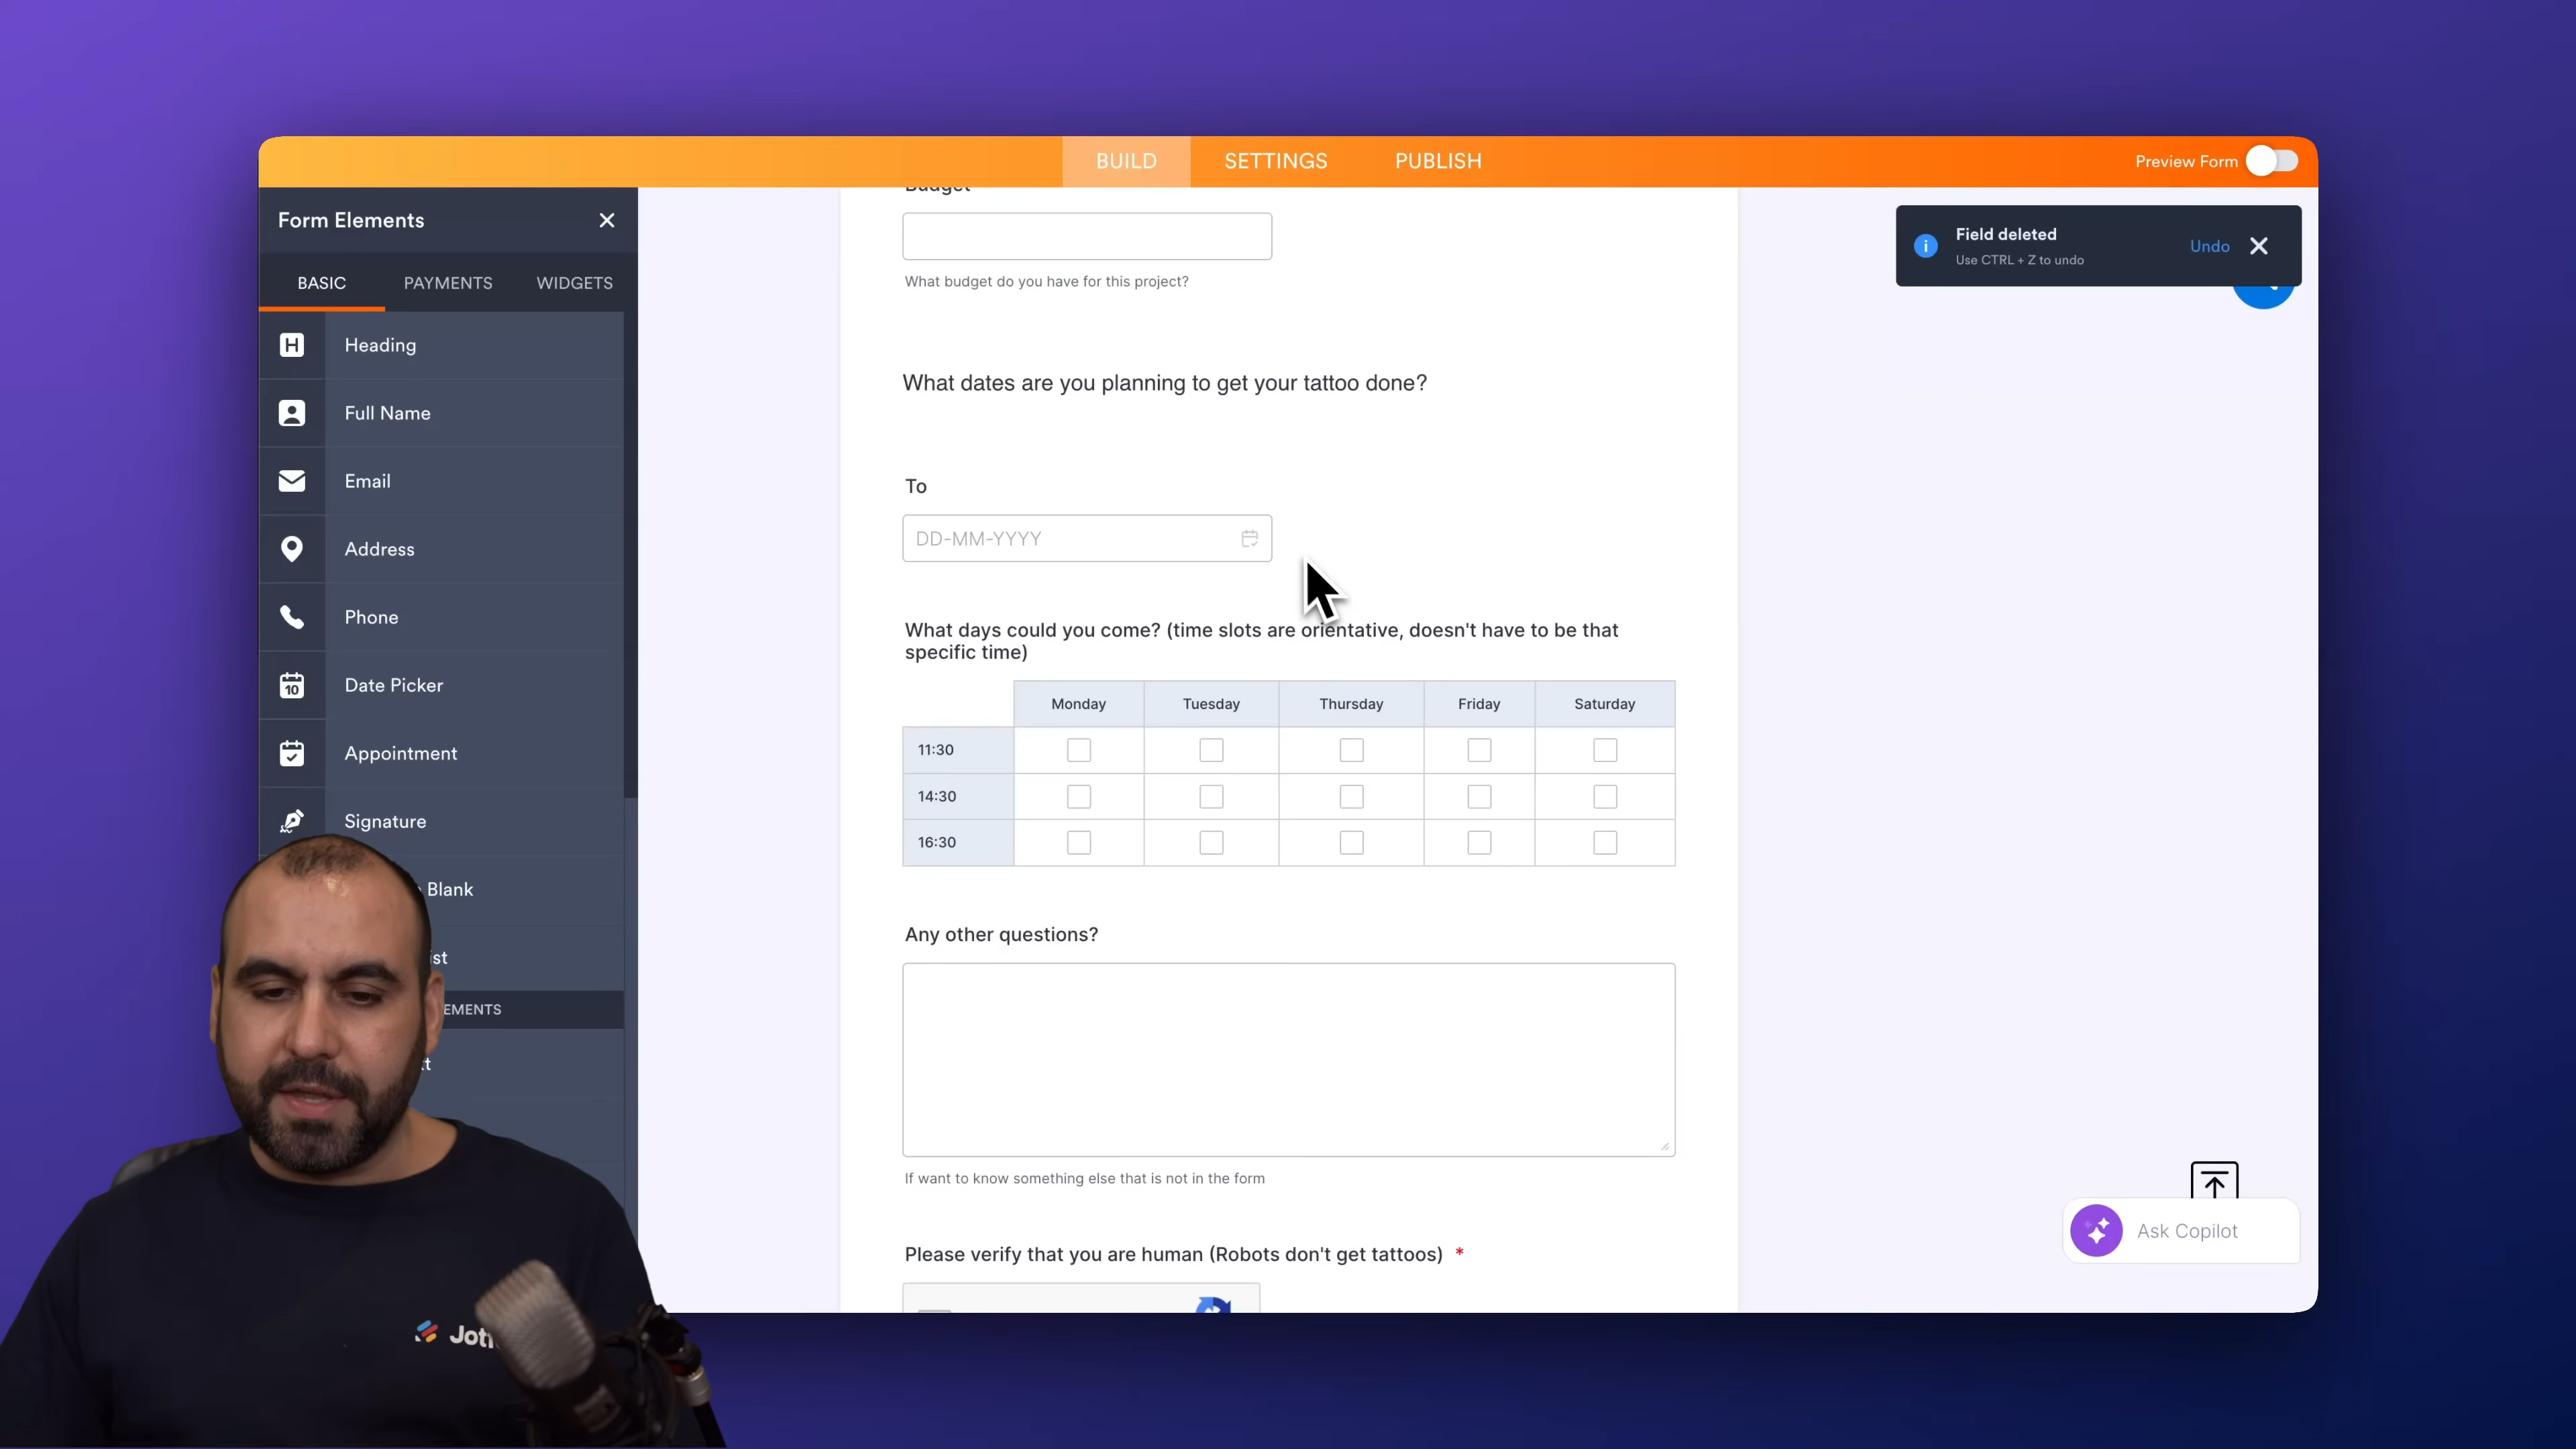 BUILD
SETTINGS
PUBLISH
Preview Form
Form Elements
BASIC
PAYMENTS
WIDGETS
Heading
Full Name
Email
Address
Phone
Date Picker
Appointment
Signature
Blank
Budget
What budget do you have for this project?
What dates are you planning to get your tattoo done?
To
DD-MM-YYYY
What days could you come? (time slots are orientative, doesn't have to be that
specific time)
Monday Tuesday Thursday Friday Saturday
11:30
14:30
16:30
Any other questions?
If want to know something else that is not in the form
Please verify that you are human (Robots don't get tattoos) *
Field deleted
Use CTRL + Z to undo
Undo
Ask Copilot